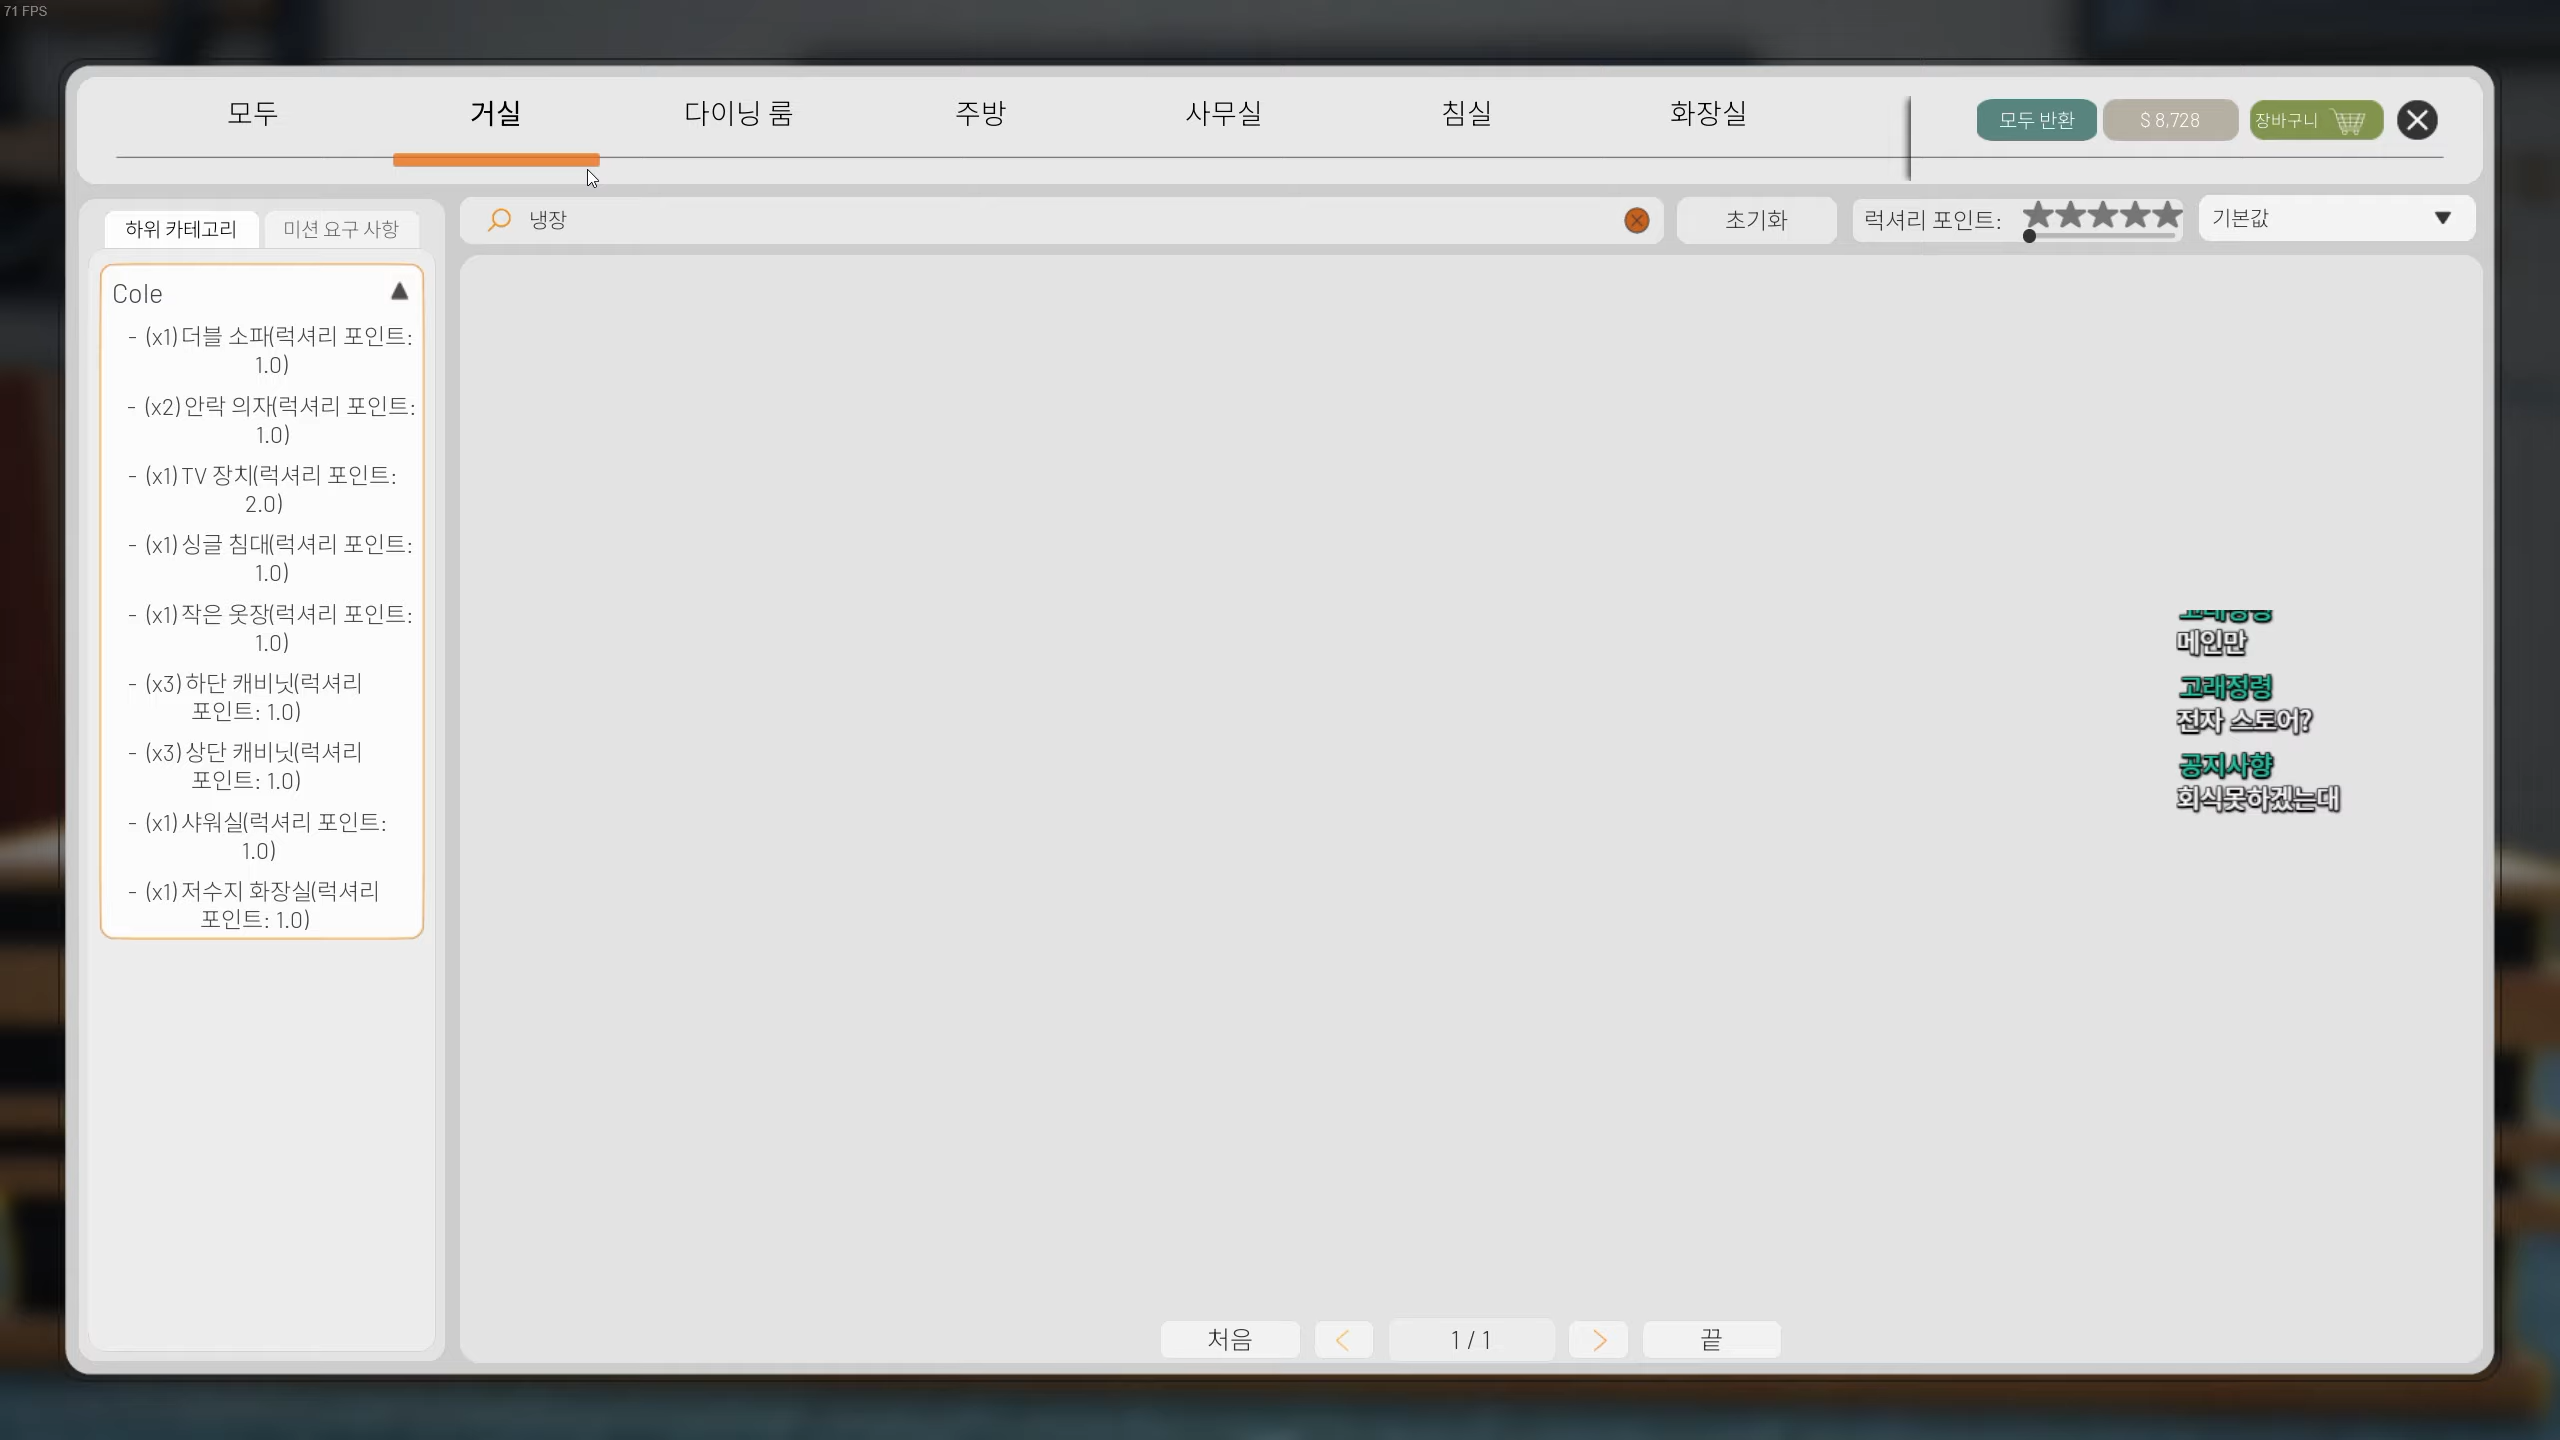 71 FPS
모두 거실 다이닝 룸 주방 사무실 침실 화장실 모두 반환 $ 8,728 장바구니
하위 카테고리 미션 요구 사항 냉장 초기화 럭셔리 포인트: 기본값
Cole
- (x1) 더블 소파(럭셔리 포인트:
1.0)
- (x2) 안락 의자(럭셔리 포인트:
1.0)
- (x1) TV 장치(럭셔리 포인트:
2.0)
- (x1) 싱글 침대(럭셔리 포인트:
1.0)
- (x1) 작은 옷장(럭셔리 포인트:
1.0)
- (x3) 하단 캐비닛(럭셔리
포인트: 1.0)
- (x3) 상단 캐비닛(럭셔리
포인트: 1.0)
- (x1) 샤워실(럭셔리 포인트:
1.0)
- (x1) 저수지 화장실(럭셔리
포인트: 1.0)
메인만
고래정령
전자 스토어?
공지사항
회식못하겠는대
처음 < 1 / 1 > 끝